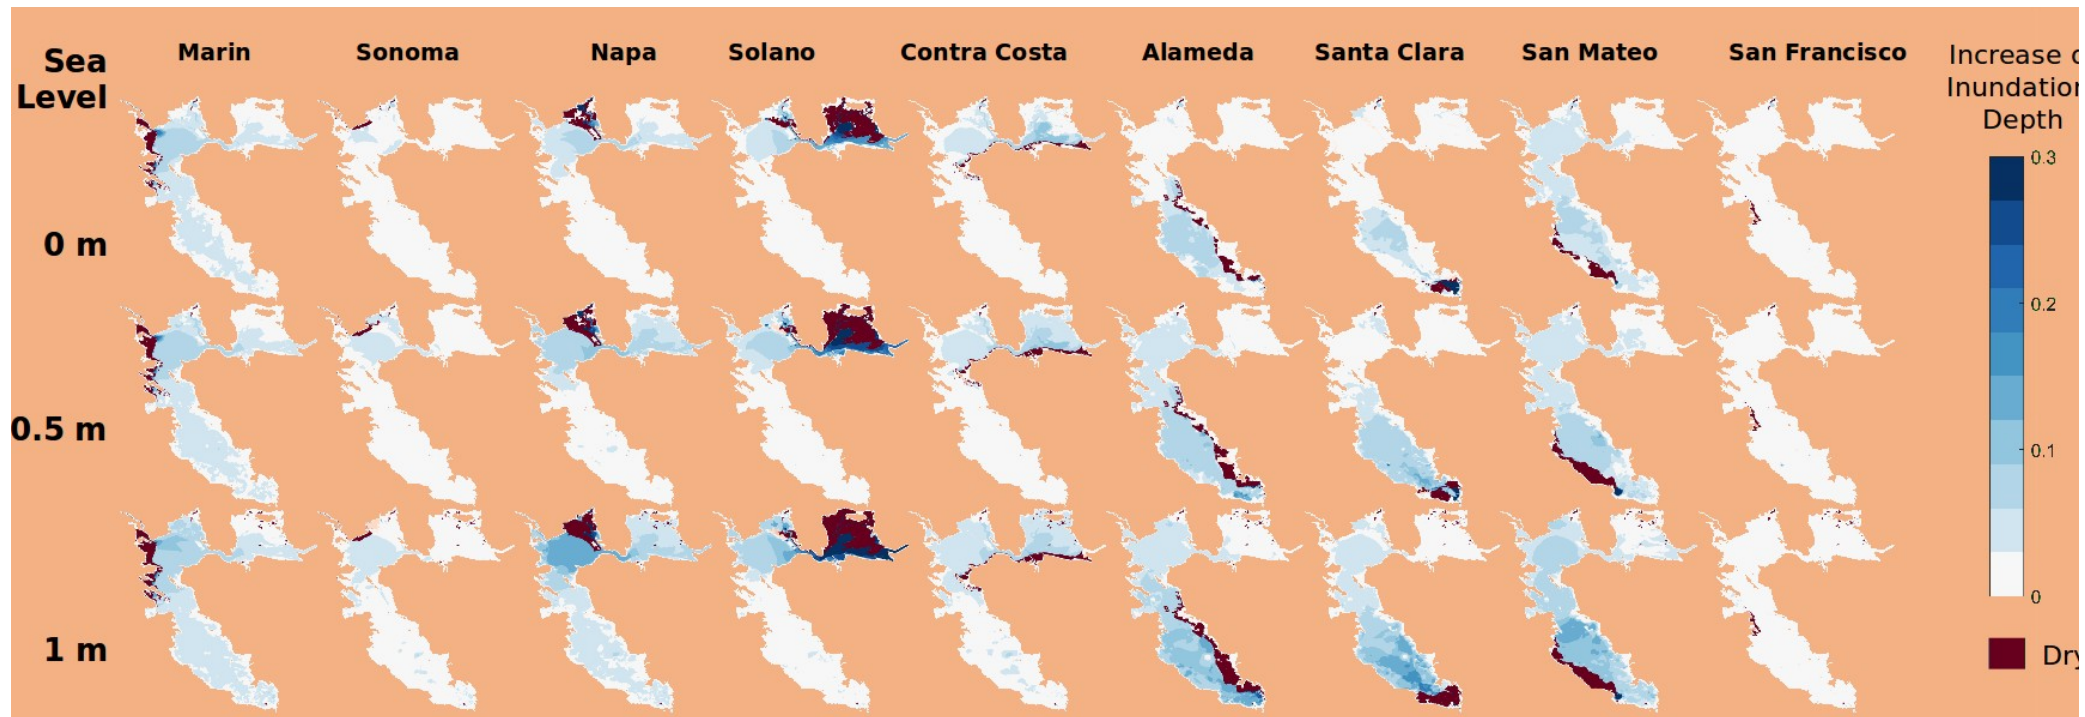 Marin Sonoma Napa Solano Contra Costa Alameda Santa Clara San Mateo San Francisco
Sea
Level
0 m
0.5 m
1 m
Increase o
Inundation
Depth
0.3
0.2
0.1
0
Dry